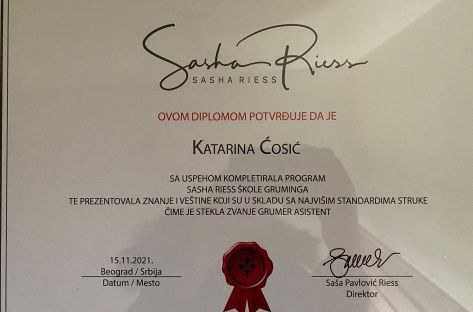 Sasha Riess
SASHA RIESS
OVOM DIPLOMOM POTVRĐUJE DA JE
KATARINA ĆOSIĆ
SA USPEHOM KOMPLETIRALA PROGRAM
SASHA RIESS ŠKOLE GRUMINGA
TE PREZENTOVALA ZNANJE I VEŠTINE KOJI SU U SKLADU SA NAJVIŠIM STANDARDIMA STRUKE
ČIME JE STEKLA ZVANJE GRUMER ASISTENT
15.11.2021.
Beograd / Srbija
Datum / Mesto
Saša Pavlović Riess
Direktor